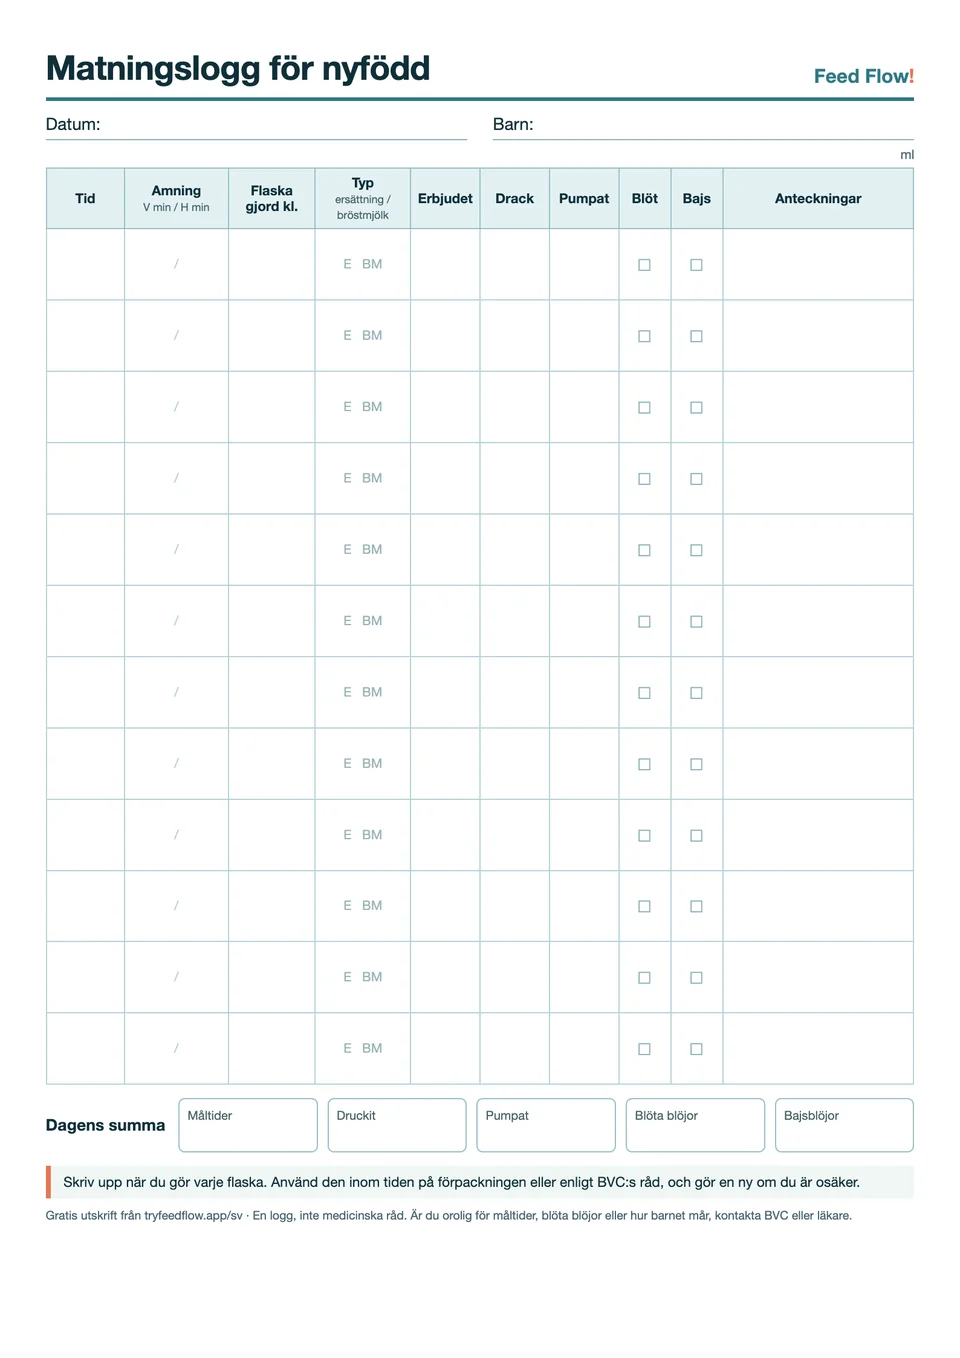 Matningslogg för nyfödd
Feed Flow!
Datum:
Barn:
ml
Tid
Amning
V min / H min
Flaska
gjord kl.
Typ
ersättning /
bröstmjölk
Erbjudet
Drack
Pumpat
Blöt
Bajs
Anteckningar
/ E BM
/ E BM
/ E BM
/ E BM
/ E BM
/ E BM
/ E BM
/ E BM
/ E BM
/ E BM
/ E BM
/ E BM
Dagens summa
Måltider
Druckit
Pumpat
Blöta blöjor
Bajsblöjor
Skriv upp när du gör varje flaska. Använd den inom tiden på förpackningen eller enligt BVC:s råd, och gör en ny om du är osäker.
Gratis utskrift från tryfeedflow.app/sv · En logg, inte medicinska råd. Är du orolig för måltider, blöta blöjor eller hur barnet mår, kontakta BVC eller läkare.